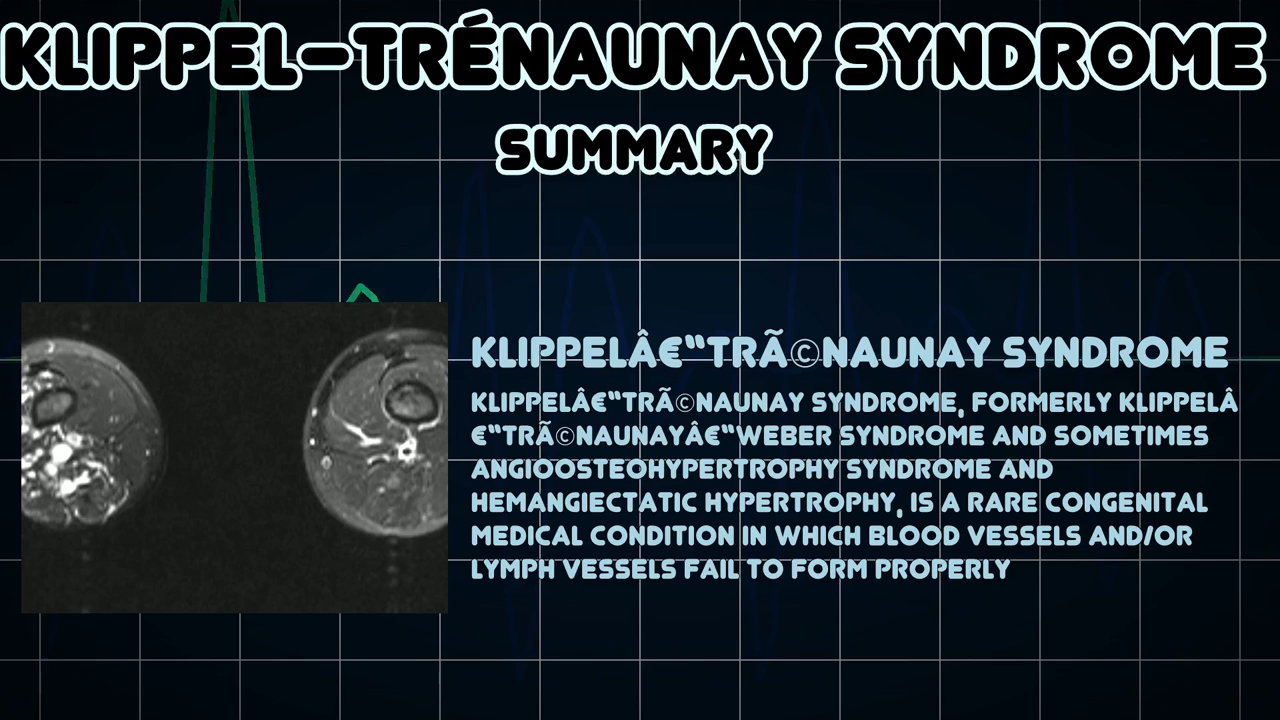 KLIPPEL–TRÉNAUNAY SYNDROME
SUMMARY
KLIPPELÂ€“TRÃ©NAUNAY SYNDROME
KLIPPELÂ€“TRÃ©NAUNAY SYNDROME, FORMERLY KLIPPELÂ
€“TRÃ©NAUNAYÂ€“WEBER SYNDROME AND SOMETIMES
ANGIOOSTEOHYPERTROPHY SYNDROME AND
HEMANGIECTATIC HYPERTROPHY, IS A RARE CONGENITAL
MEDICAL CONDITION IN WHICH BLOOD VESSELS AND/OR
LYMPH VESSELS FAIL TO FORM PROPERLY